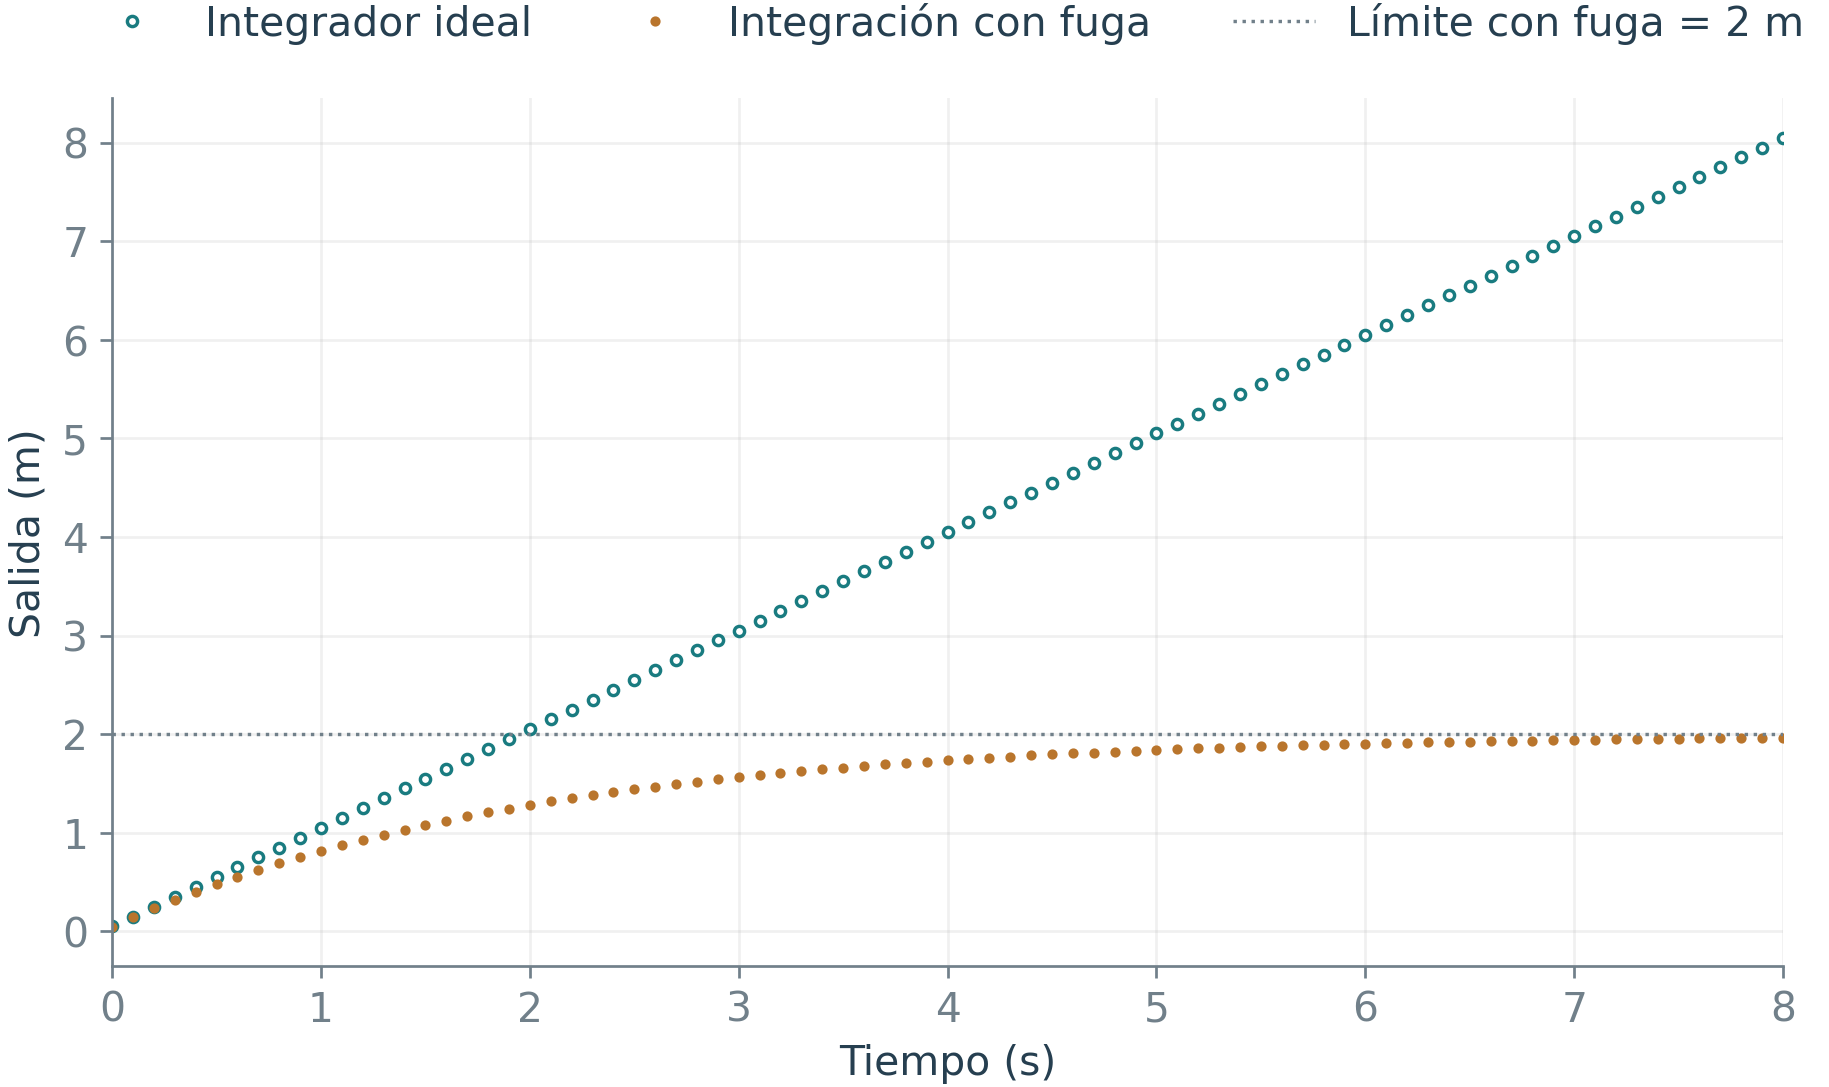 Integrador ideal
Integración con fuga
Límite con fuga = 2 m
Salida (m)
8
7
6
5
4
3
2
1
0
0 1 2 3 4 5 6 7 8
Tiempo (s)